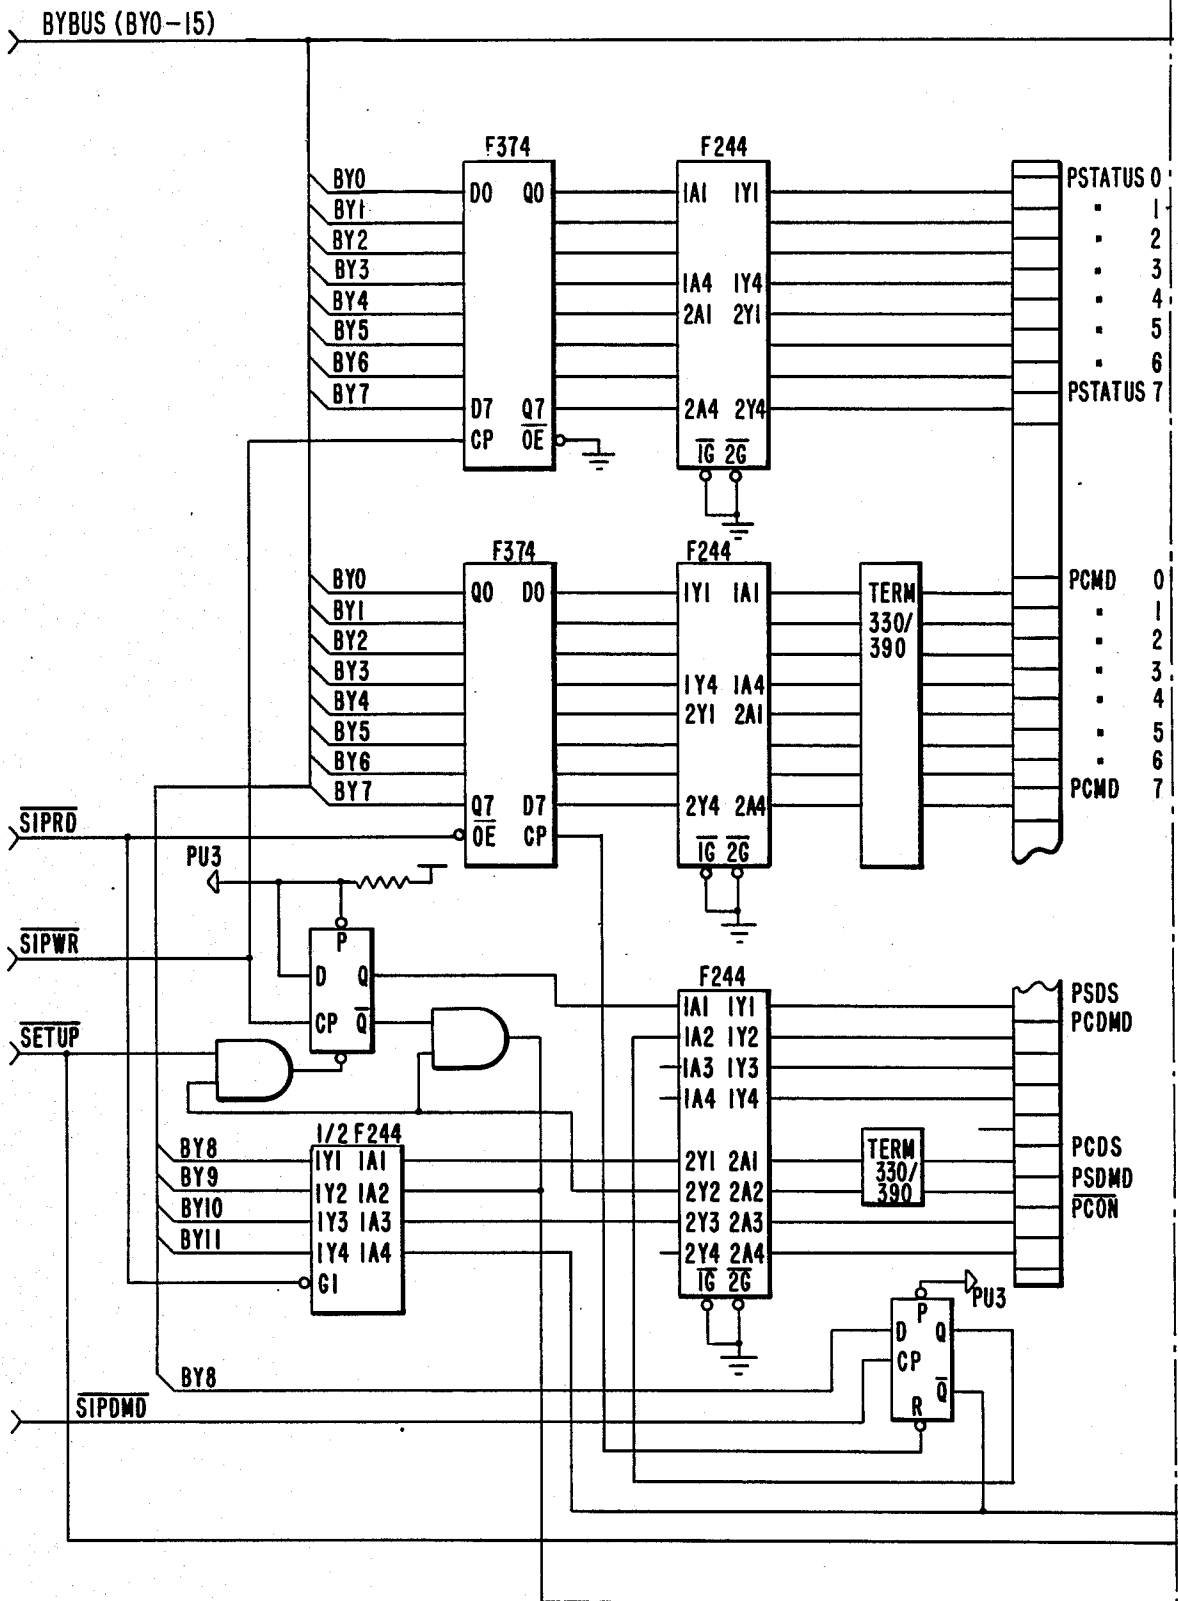 BYBUS (BY0-15)
F374 F244
BY0 D0 Q0 1A1 1Y1 PSTATUS 0
BY1 " 1
BY2 " 2
BY3 1A4 1Y4 " 3
BY4 2A1 2Y1 " 4
BY5 " 5
BY6 " 6
BY7 D7 Q7 2A4 2Y4 PSTATUS 7
CP OE
1G 2G
F374 F244
BY0 Q0 D0 1Y1 1A1 TERM PCMD 0
BY1 330/ " 1
BY2 390 " 2
BY3 1Y4 1A4 " 3
BY4 2Y1 2A1 " 4
BY5 " 5
BY6 " 6
BY7 Q7 D7 2Y4 2A4 PCMD 7
SIPRD OE CP
1G 2G
PU3
SIPWR P
D Q F244
1A1 1Y1 PSDS
CP Q PCDMD
SETUP 1A2 1Y2
1A3 1Y3
1A4 1Y4
1/2 F244
BY8 1Y1 1A1 2Y1 2A1 TERM PCDS
BY9 1Y2 1A2 2Y2 2A2 330/ PSDMD
390
BY10 1Y3 1A3 2Y3 2A3 PCON
BY11 1Y4 1A4 2Y4 2A4
G1 1G 2G
P PU3
D Q
CP
BY8 Q
SIPDMD R